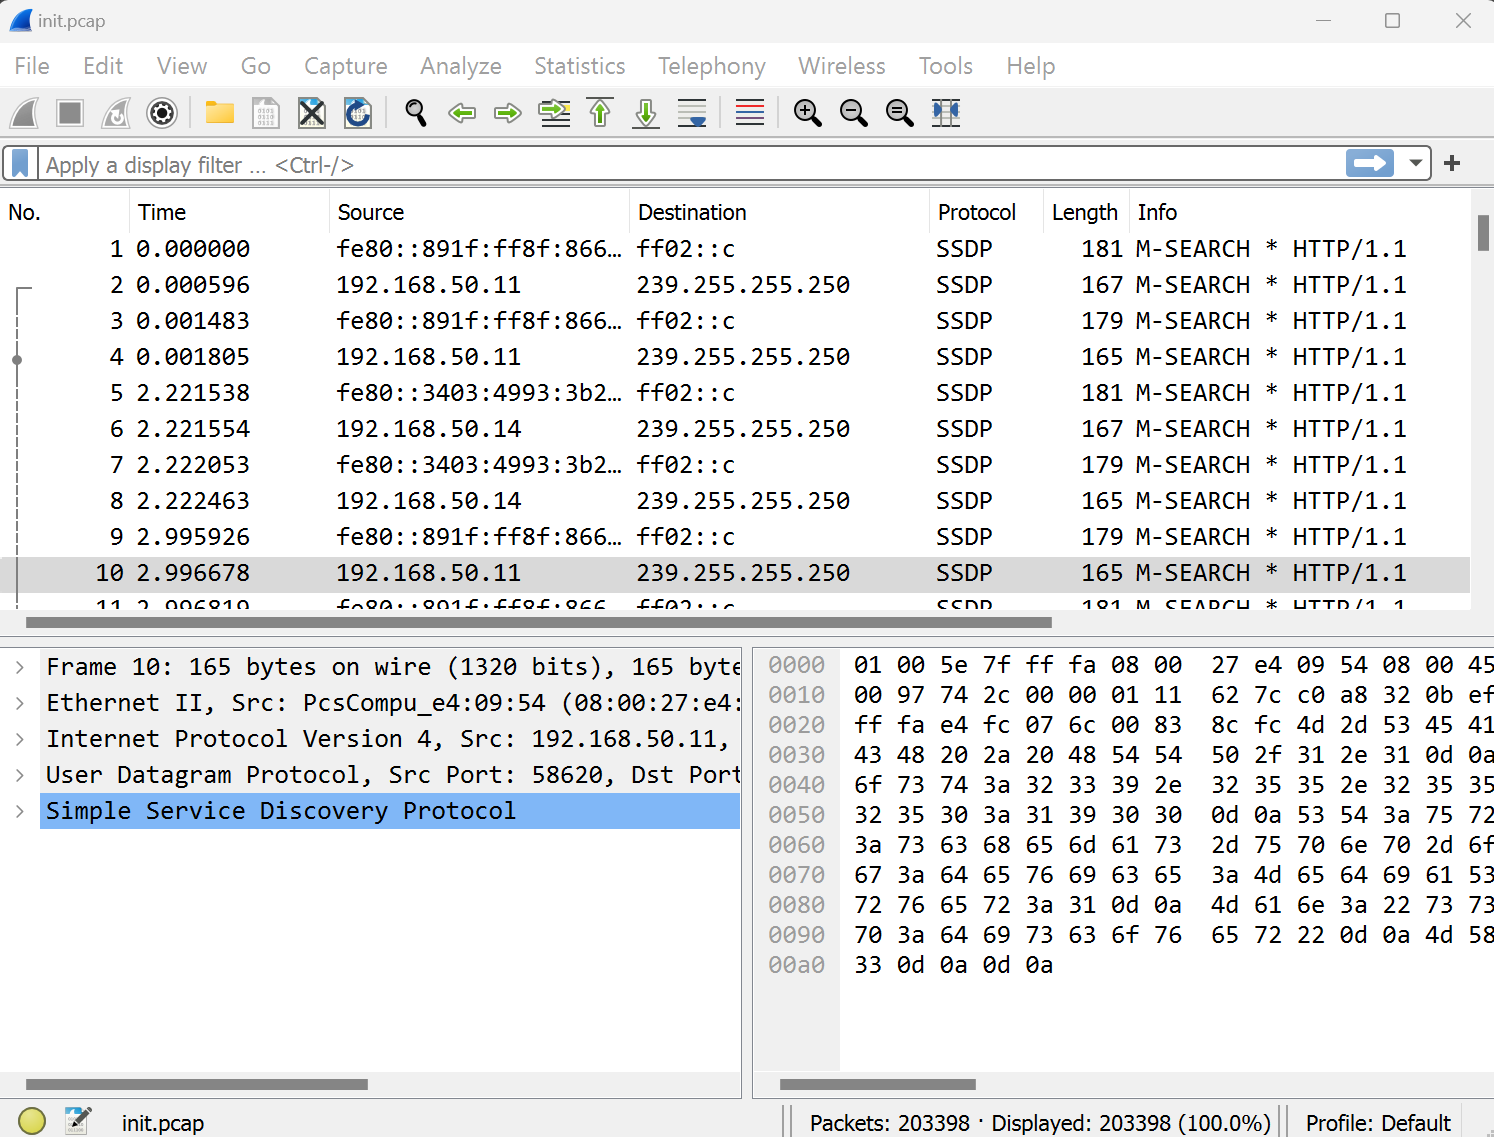 init.pcap
File Edit View Go Capture Analyze Statistics Telephony Wireless Tools Help
Apply a display filter ... <Ctrl-/>
No. Time Source Destination Protocol Length Info
1 0.000000 fe80::891f:ff8f:866... ff02::c SSDP 181 M-SEARCH * HTTP/1.1
2 0.000596 192.168.50.11 239.255.255.250 SSDP 167 M-SEARCH * HTTP/1.1
3 0.001483 fe80::891f:ff8f:866... ff02::c SSDP 179 M-SEARCH * HTTP/1.1
4 0.001805 192.168.50.11 239.255.255.250 SSDP 165 M-SEARCH * HTTP/1.1
5 2.221538 fe80::3403:4993:3b2... ff02::c SSDP 181 M-SEARCH * HTTP/1.1
6 2.221554 192.168.50.14 239.255.255.250 SSDP 167 M-SEARCH * HTTP/1.1
7 2.222053 fe80::3403:4993:3b2... ff02::c SSDP 179 M-SEARCH * HTTP/1.1
8 2.222463 192.168.50.14 239.255.255.250 SSDP 165 M-SEARCH * HTTP/1.1
9 2.995926 fe80::891f:ff8f:866... ff02::c SSDP 179 M-SEARCH * HTTP/1.1
10 2.996678 192.168.50.11 239.255.255.250 SSDP 165 M-SEARCH * HTTP/1.1
11 2.996819 fe80::891f:ff8f:866... ff02::c SSDP 181 M-SEARCH * HTTP/1.1
Frame 10: 165 bytes on wire (1320 bits), 165 byte
Ethernet II, Src: PcsCompu_e4:09:54 (08:00:27:e4:
Internet Protocol Version 4, Src: 192.168.50.11,
User Datagram Protocol, Src Port: 58620, Dst Port
Simple Service Discovery Protocol
0000 01 00 5e 7f ff fa 08 00 27 e4 09 54 08 00 45
0010 00 97 74 2c 00 00 01 11 62 7c c0 a8 32 0b ef
0020 ff fa e4 fc 07 6c 00 83 8c fc 4d 2d 53 45 41
0030 43 48 20 2a 20 48 54 54 50 2f 31 2e 31 0d 0a
0040 6f 73 74 3a 32 33 39 2e 32 35 35 2e 32 35 35
0050 32 35 30 3a 31 39 30 30 0d 0a 53 54 3a 75 72
0060 3a 73 63 68 65 6d 61 73 2d 75 70 6e 70 2d 6f
0070 67 3a 64 65 76 69 63 65 3a 4d 65 64 69 61 53
0080 72 76 65 72 3a 31 0d 0a 4d 61 6e 3a 22 73 73
0090 70 3a 64 69 73 63 6f 76 65 72 22 0d 0a 4d 58
00a0 33 0d 0a 0d 0a
init.pcap
Packets: 203398 · Displayed: 203398 (100.0%)
Profile: Default